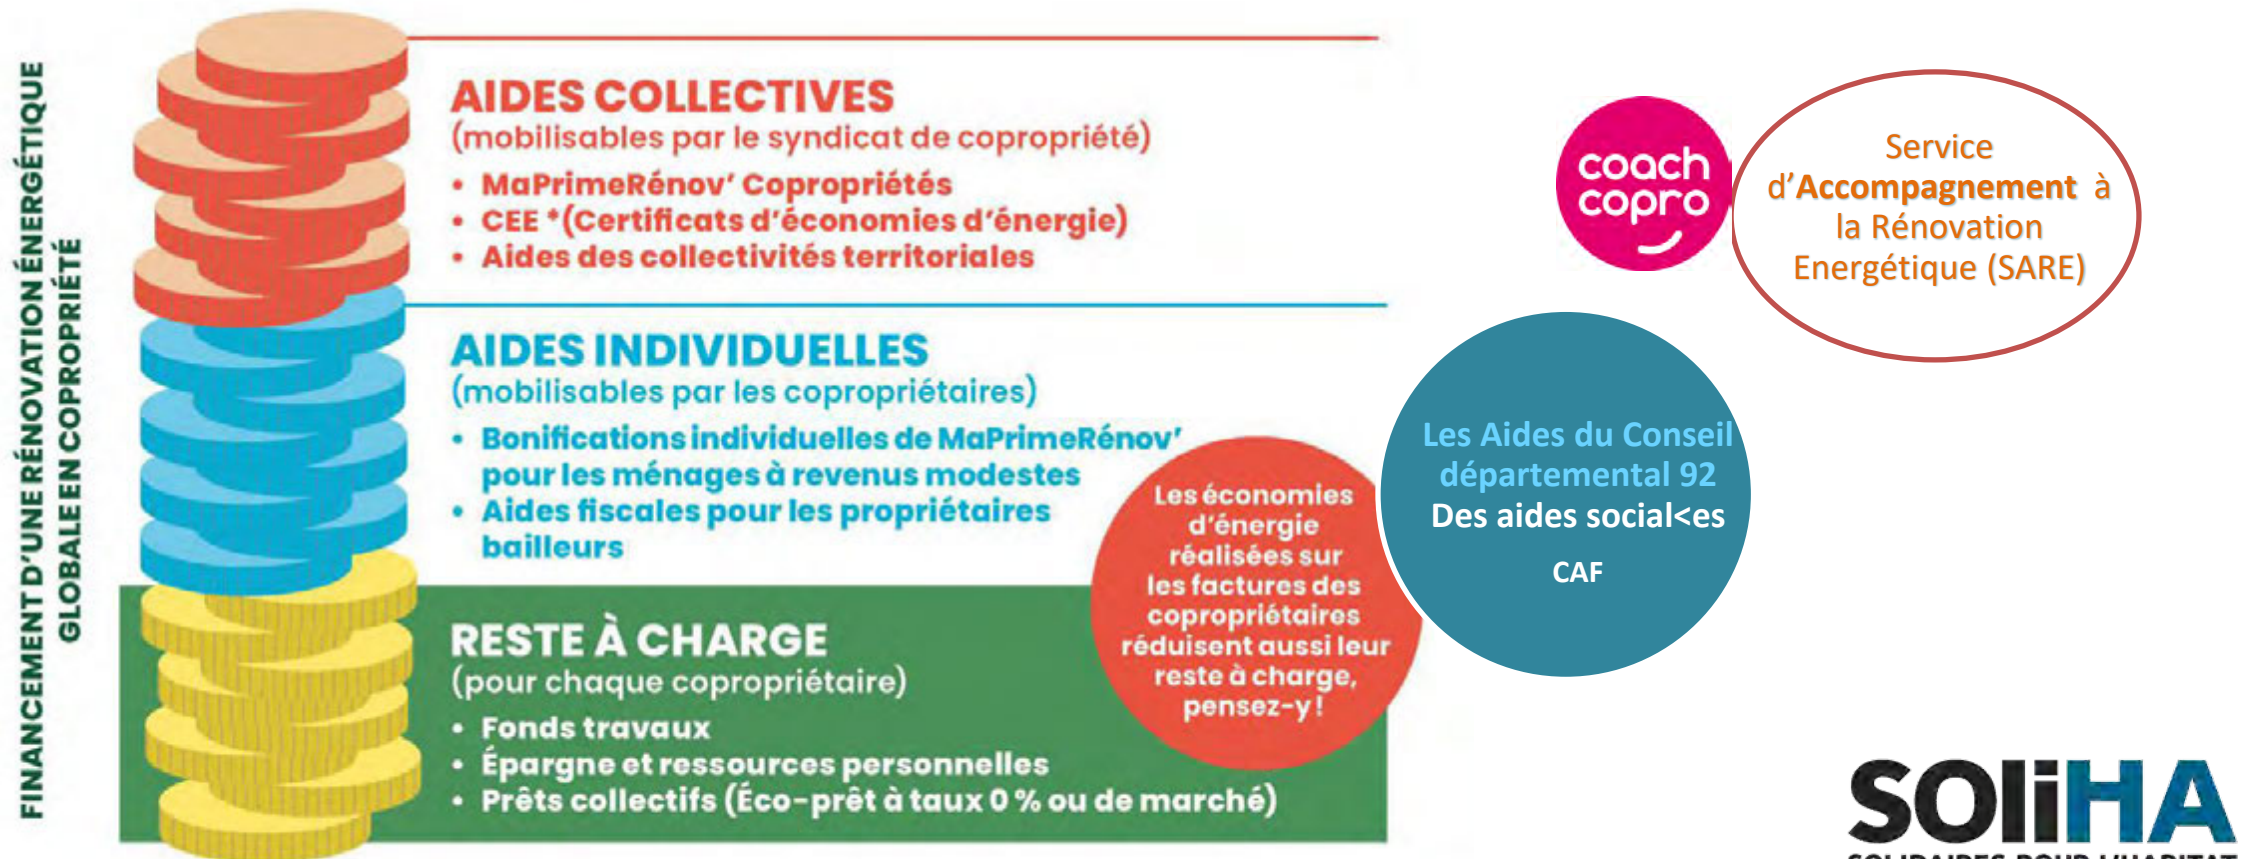 FINANCEMENT D'UNE RÉNOVATION ÉNERGÉTIQUE
GLOBALE EN COPROPRIÉTÉ
AIDES COLLECTIVES
(mobilisables par le syndicat de copropriété)
• MaPrimeRénov' Copropriétés
• CEE *(Certificats d'économies d'énergie)
• Aides des collectivités territoriales
AIDES INDIVIDUELLES
(mobilisables par les copropriétaires)
• Bonifications individuelles de MaPrimeRénov'
pour les ménages à revenus modestes
• Aides fiscales pour les propriétaires
bailleurs
RESTE À CHARGE
(pour chaque copropriétaire)
• Fonds travaux
• Épargne et ressources personnelles
• Prêts collectifs (Éco-prêt à taux 0 % ou de marché)
Les économies
d'énergie
réalisées sur
les factures des
copropriétaires
réduisent aussi leur
reste à charge,
pensez-y !
coach
copro
Service
d'Accompagnement à
la Rénovation
Energétique (SARE)
Les Aides du Conseil
départemental 92
Des aides social<es
CAF
SOLiHA
SOLIDAIRES POUR L'HABITAT